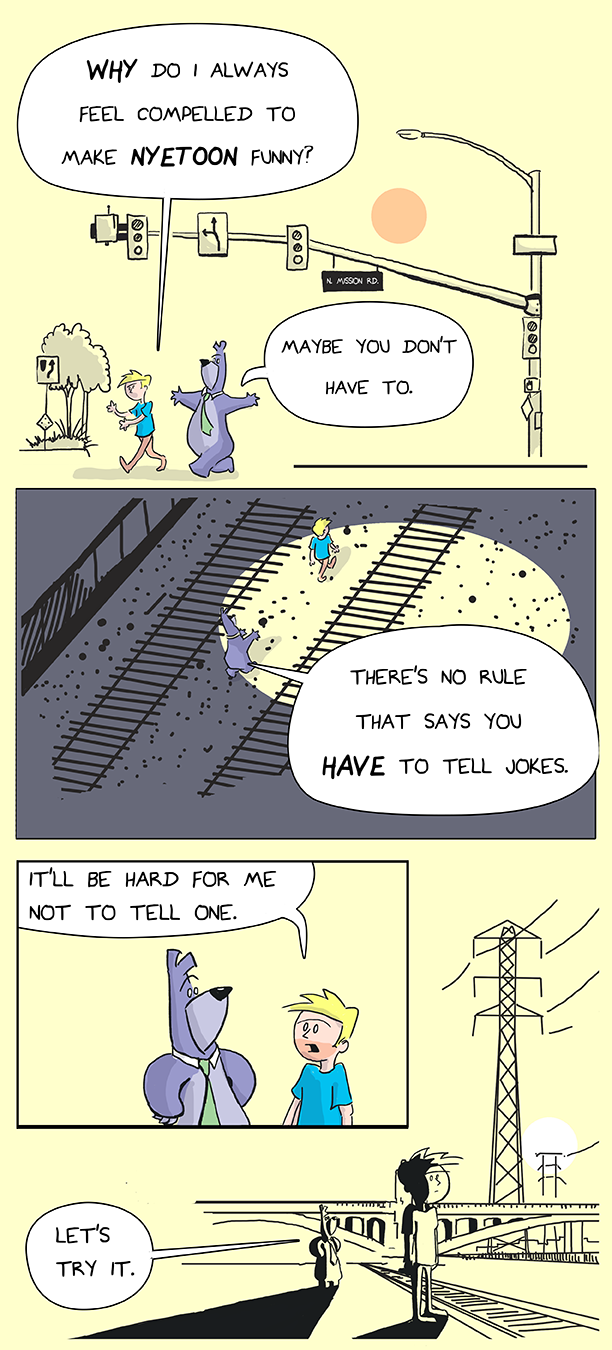 WHY DO I ALWAYS
FEEL COMPELLED TO
MAKE NYETOON FUNNY?
N. MISSION RD.
MAYBE YOU DON'T
HAVE TO.
THERE'S NO RULE
THAT SAYS YOU
HAVE TO TELL JOKES.
IT'LL BE HARD FOR ME
NOT TO TELL ONE.
LET'S
TRY IT.